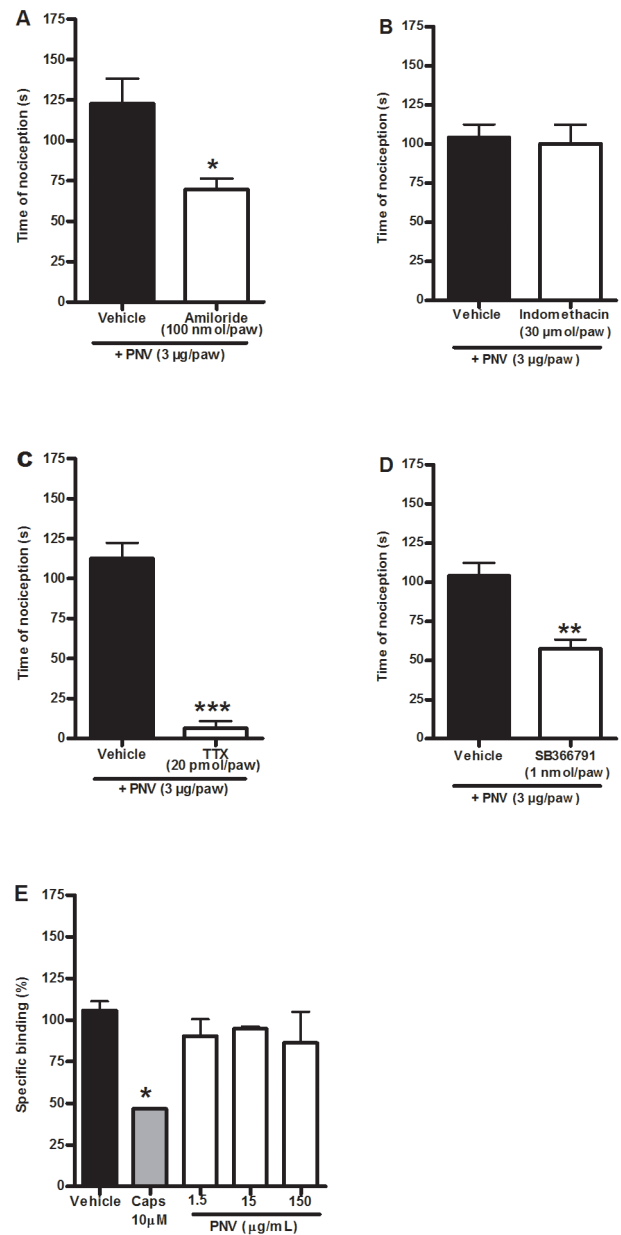 A
175
150
125
100
75
50
25
0
Time of nociception (s)
*
Vehicle
Amiloride
(100 nmol/paw)
+ PNV (3 µg/paw)
B
175
150
125
100
75
50
25
0
Time of nociception (s)
Vehicle
Indomethacin
(30 µmol/paw)
+ PNV (3 µg/paw)
C
175
150
125
100
75
50
25
0
Time of nociception (s)
***
Vehicle
TTX
(20 pmol/paw)
+ PNV (3 µg/paw)
D
175
150
125
100
75
50
25
0
Time of nociception (s)
**
Vehicle
SB366791
(1 nmol/paw)
+ PNV (3 µg/paw)
E
175
150
125
100
75
50
25
0
Specific binding (%)
*
Vehicle
Caps
10µM
1.5
15
150
PNV (µg/mL)